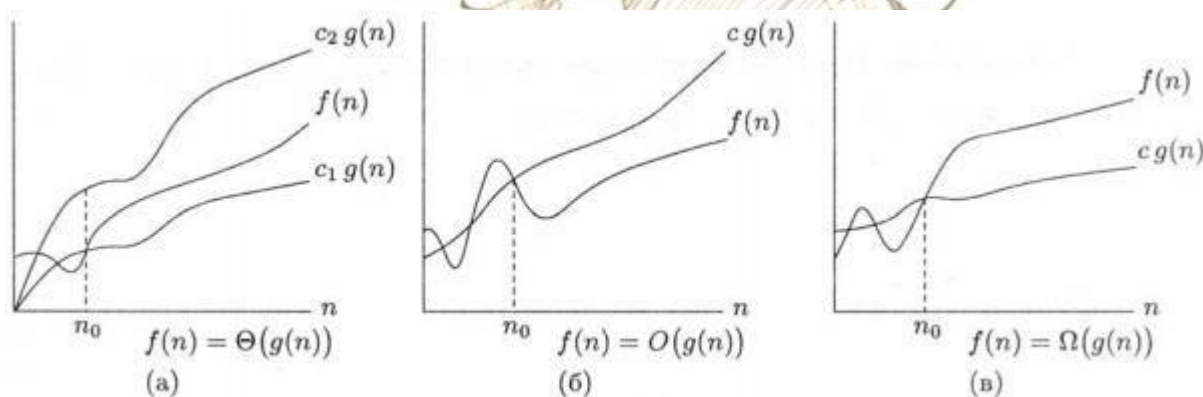 c₂ g(n)
f(n)
c₁ g(n)
n
n₀
f(n) = Θ(g(n))
(а)
c g(n)
f(n)
n
n₀
f(n) = O(g(n))
(б)
f(n)
c g(n)
n
n₀
f(n) = Ω(g(n))
(в)